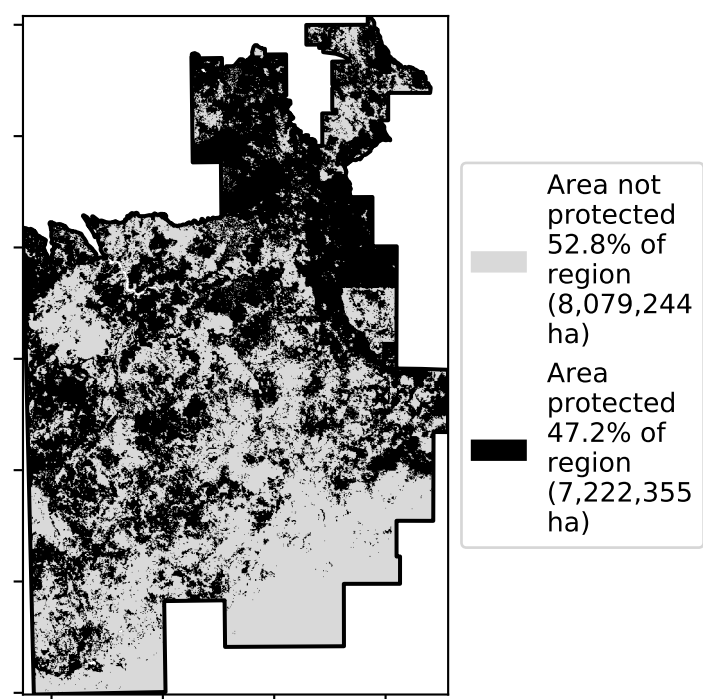 Area not
protected
52.8% of
region
(8,079,244
ha)
Area
protected
47.2% of
region
(7,222,355
ha)